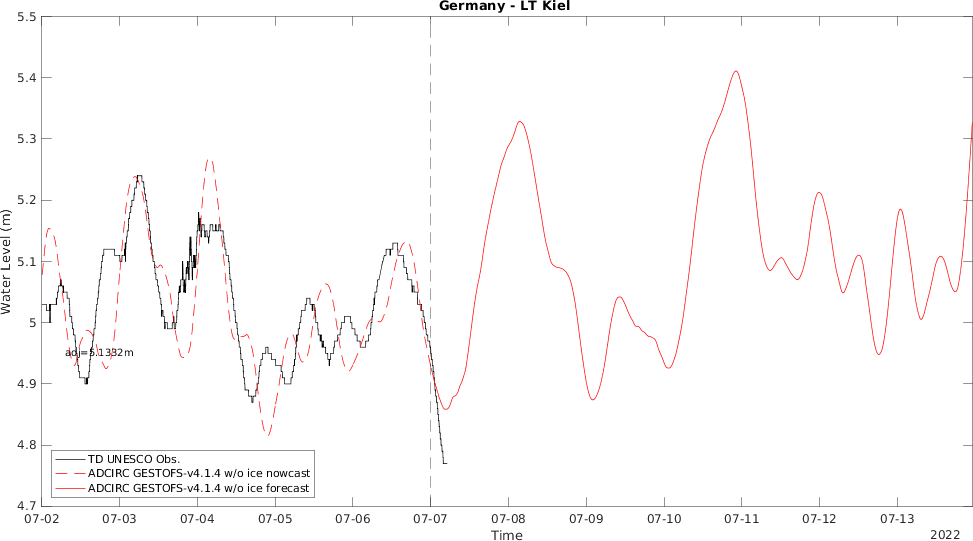 Germany - LT Kiel
Water Level (m)
5.5
5.4
5.3
5.2
5.1
5
4.9
4.8
4.7
adj=5.1332m
TD UNESCO Obs.
ADCIRC GESTOFS-v4.1.4 w/o ice nowcast
ADCIRC GESTOFS-v4.1.4 w/o ice forecast
07-02 07-03 07-04 07-05 07-06 07-07 07-08 07-09 07-10 07-11 07-12 07-13
Time
2022